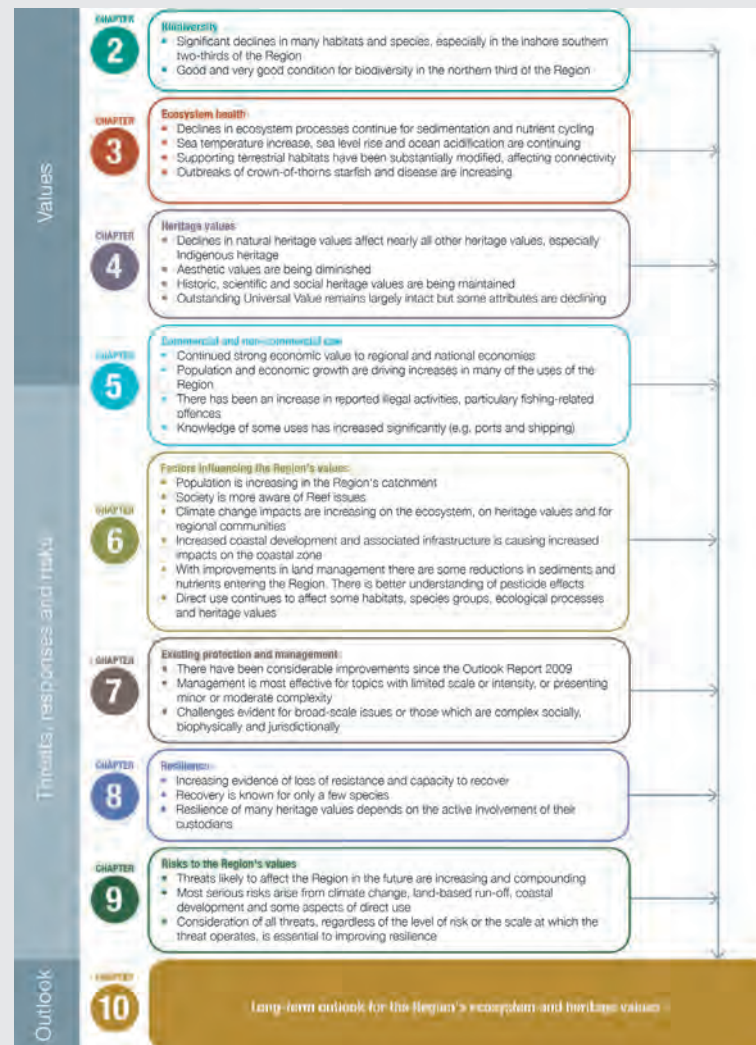 Values
CHAPTER
2
Biodiversity
Significant declines in many habitats and species, especially in the inshore southern
two-thirds of the Region
Good and very good condition for biodiversity in the northern third of the Region
CHAPTER
3
Ecosystem health
Declines in ecosystem processes continue for sedimentation and nutrient cycling
Sea temperature increase, sea level rise and ocean acidification are continuing
Supporting terrestrial habitats have been substantially modified, affecting connectivity
Outbreaks of crown-of-thorns starfish and disease are increasing.
CHAPTER
4
Heritage values
Declines in natural heritage values affect nearly all other heritage values, especially
Indigenous heritage
Aesthetic values are being diminished
Historic, scientific and social heritage values are being maintained
Outstanding Universal Value remains largely intact but some attributes are declining
CHAPTER
5
Commercial and non-commercial use
Continued strong economic value to regional and national economies
Population and economic growth are driving increases in many of the uses of the
Region
There has been an increase in reported illegal activities, particulary fishing-related
offences
Knowledge of some uses has increased significantly (e.g. ports and shipping)
Threats, responses and risks
CHAPTER
6
Factors influencing the Region's values
Population is increasing in the Region's catchment
Society is more aware of Reef issues
Climate change impacts are increasing on the ecosystem, on heritage values and for
regional communities
Increased coastal development and associated infrastructure is causing increased
impacts on the coastal zone
With improvements in land management there are some reductions in sediments and
nutrients entering the Region. There is better understanding of pesticide effects
Direct use continues to affect some habitats, species groups, ecological processes
and heritage values
CHAPTER
7
Existing protection and management
There have been considerable improvements since the Outlook Report 2009
Management is most effective for topics with limited scale or intensity, or presenting
minor or moderate complexity
Challenges evident for broad-scale issues or those which are complex socially,
biophysically and jurisdictionally
CHAPTER
8
Resilience
Increasing evidence of loss of resistance and capacity to recover
Recovery is known for only a few species
Resilience of many heritage values depends on the active involvement of their
custodians
CHAPTER
9
Risks to the Region's values
Threats likely to affect the Region in the future are increasing and compounding
Most serious risks arise from climate change, land-based run-off, coastal
development and some aspects of direct use
Consideration of all threats, regardless of the level of risk or the scale at which the
threat operates, is essential to improving resilience
Outlook
CHAPTER
10
Long-term outlook for the Region's ecosystem and heritage values